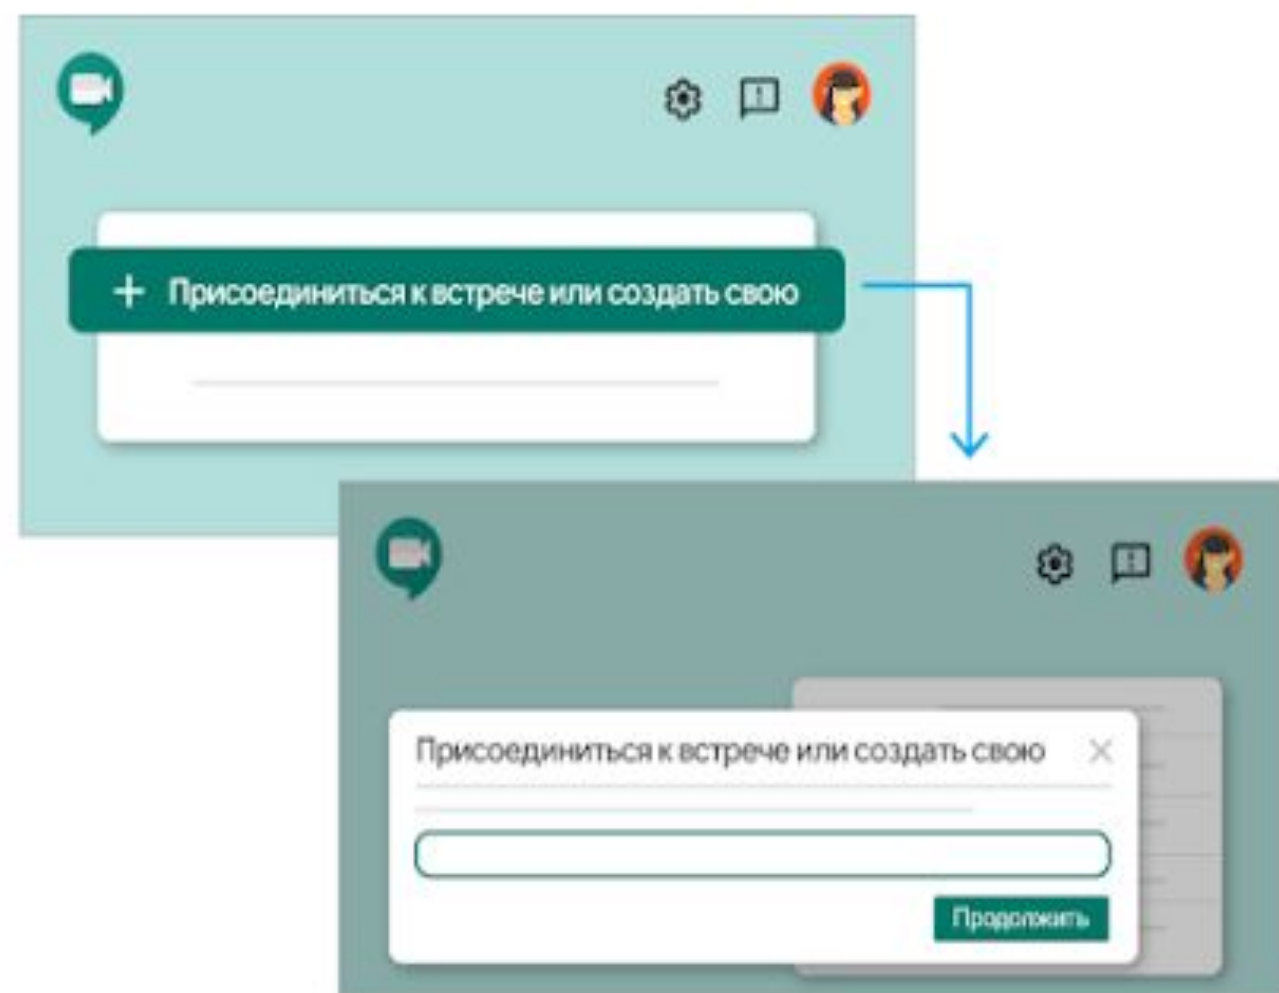 + Присоединиться к встрече или создать свою
Присоединиться к встрече или создать свою
Продолжить